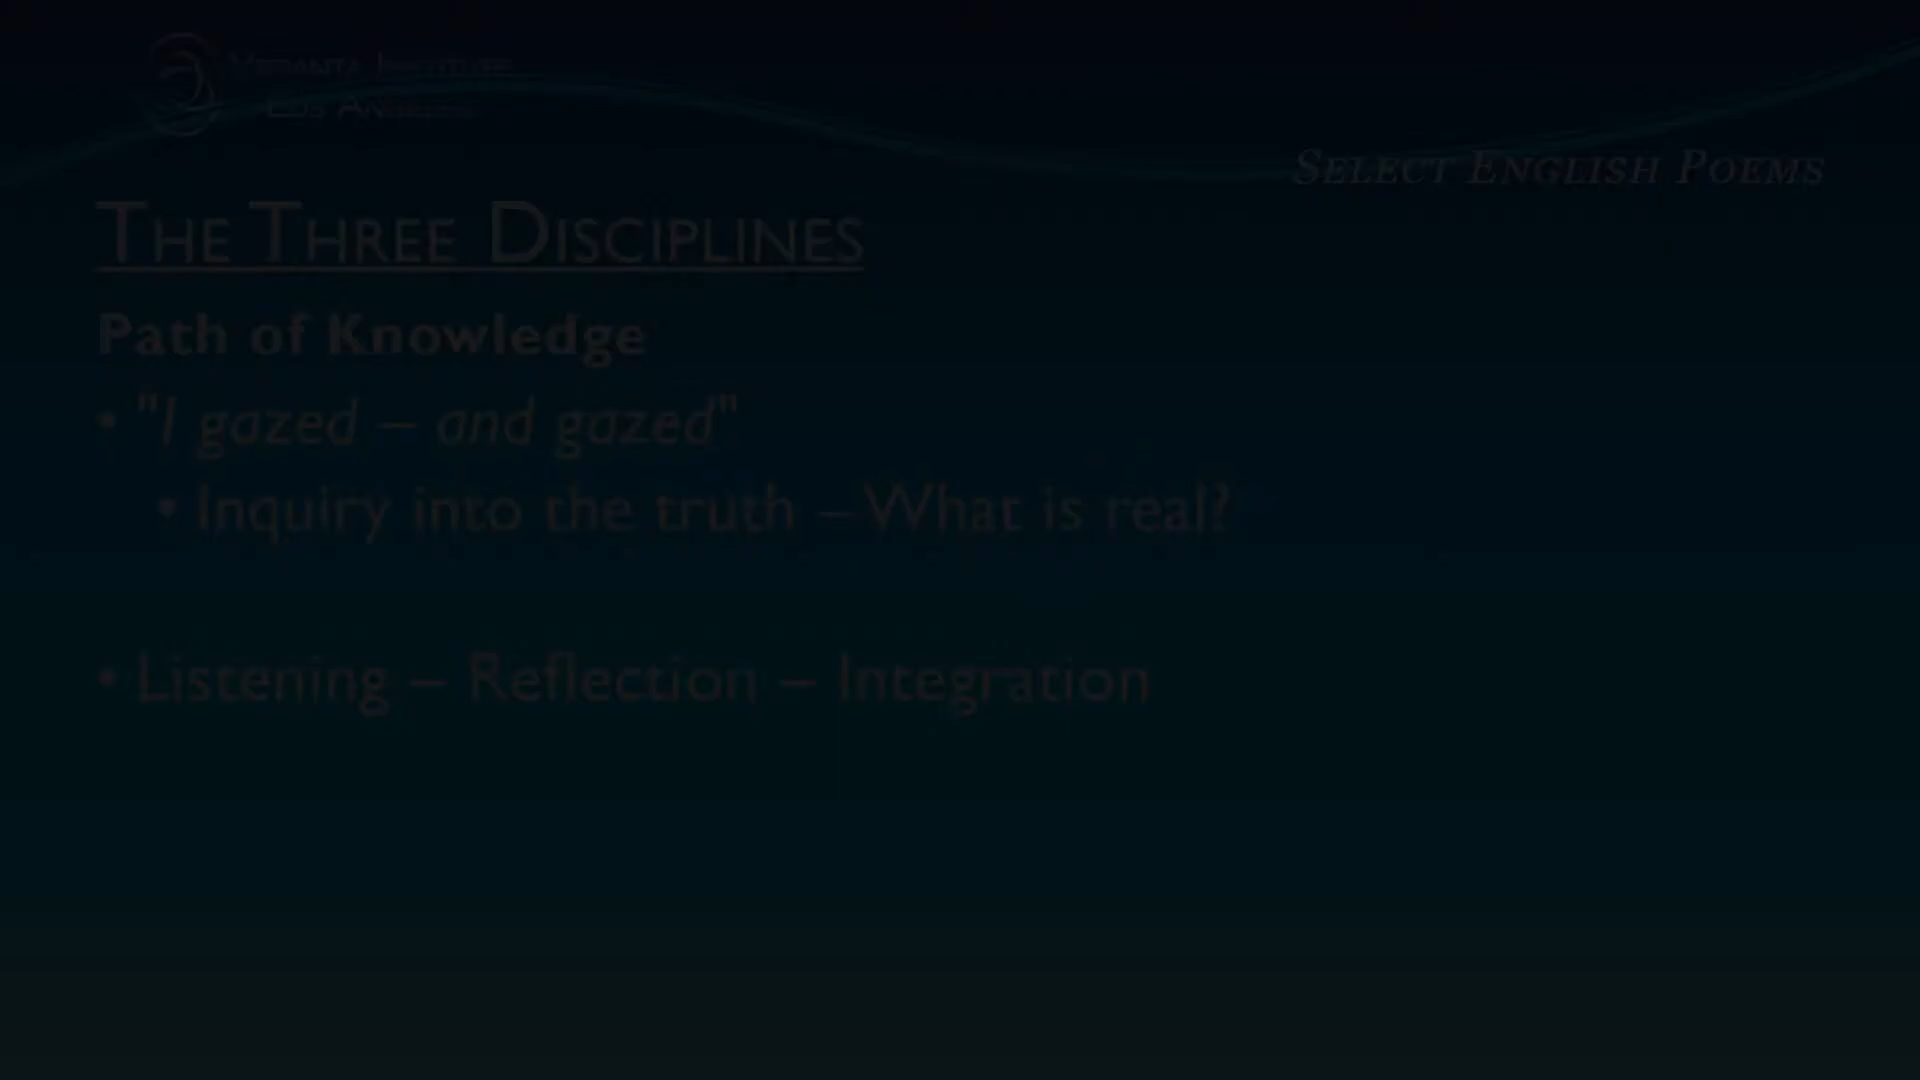 VEDANTA INSTITUTE
LOS ANGELES
SELECT ENGLISH POEMS
THE THREE DISCIPLINES
Path of Knowledge
• "I gazed – and gazed"
• Inquiry into the truth – What is real?
• Listening – Reflection – Integration